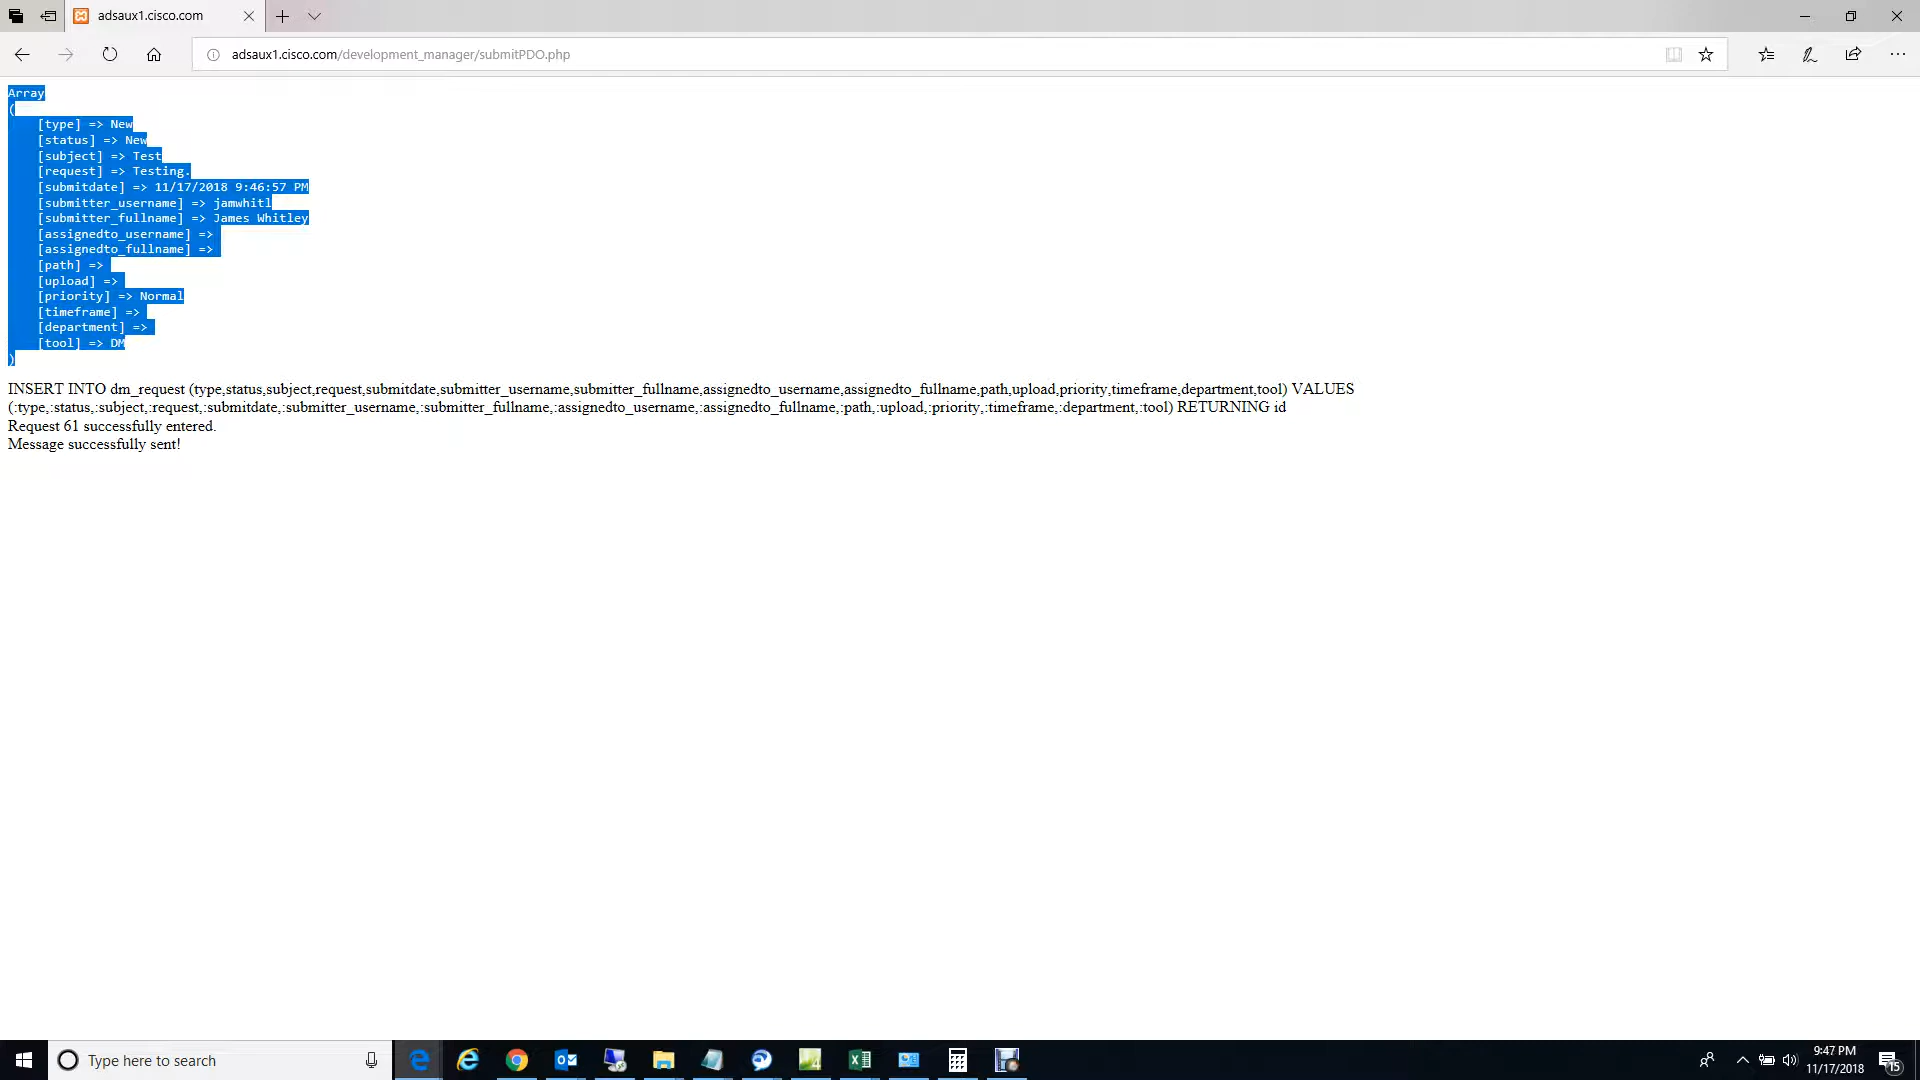 adsaux1.cisco.com
adsaux1.cisco.com/development_manager/submitPDO.php
Array
(
[type] => New
[status] => New
[subject] => Test
[request] => Testing.
[submitdate] => 11/17/2018 9:46:57 PM
[submitter_username] => jamwhitl
[submitter_fullname] => James Whitley
[assignedto_username] =>
[assignedto_fullname] =>
[path] =>
[upload] =>
[priority] => Normal
[timeframe] =>
[department] =>
[tool] => DM
)
INSERT INTO dm_request (type,status,subject,request,submitdate,submitter_username,submitter_fullname,assignedto_username,assignedto_fullname,path,upload,priority,timeframe,department,tool) VALUES
(:type,:status,:subject,:request,:submitdate,:submitter_username,:submitter_fullname,:assignedto_username,:assignedto_fullname,:path,:upload,:priority,:timeframe,:department,:tool) RETURNING id
Request 61 successfully entered.
Message successfully sent!
Type here to search
9:47 PM
11/17/2018
15